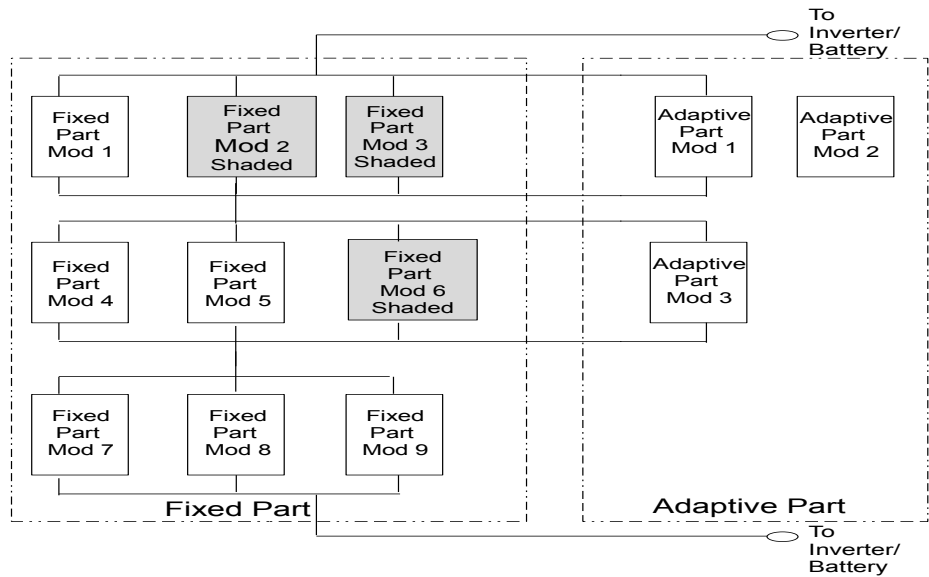 To
Inverter/
Battery
Fixed
Part
Mod 1
Fixed
Part
Mod 2
Shaded
Fixed
Part
Mod 3
Shaded
Adaptive
Part
Mod 1
Adaptive
Part
Mod 2
Fixed
Part
Mod 4
Fixed
Part
Mod 5
Fixed
Part
Mod 6
Shaded
Adaptive
Part
Mod 3
Fixed
Part
Mod 7
Fixed
Part
Mod 8
Fixed
Part
Mod 9
Fixed Part
Adaptive Part
To
Inverter/
Battery